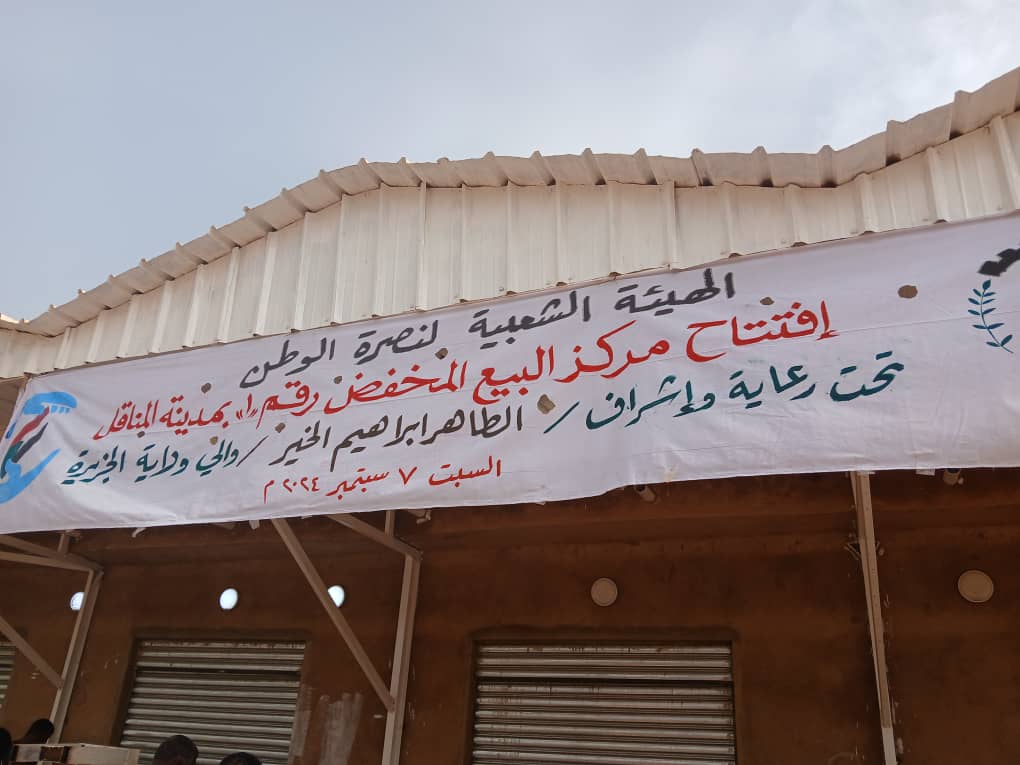 الهيئة الشعبية لنصرة الوطن
إفتتاح مركز البيع المخفض رقم "١" بمدينة المناقل
تحت رعاية وإشراف / الطاهر ابراهيم الخير / والي ولاية الجزيرة
السبت ٧ سبتمبر ٢٠٢٤ م